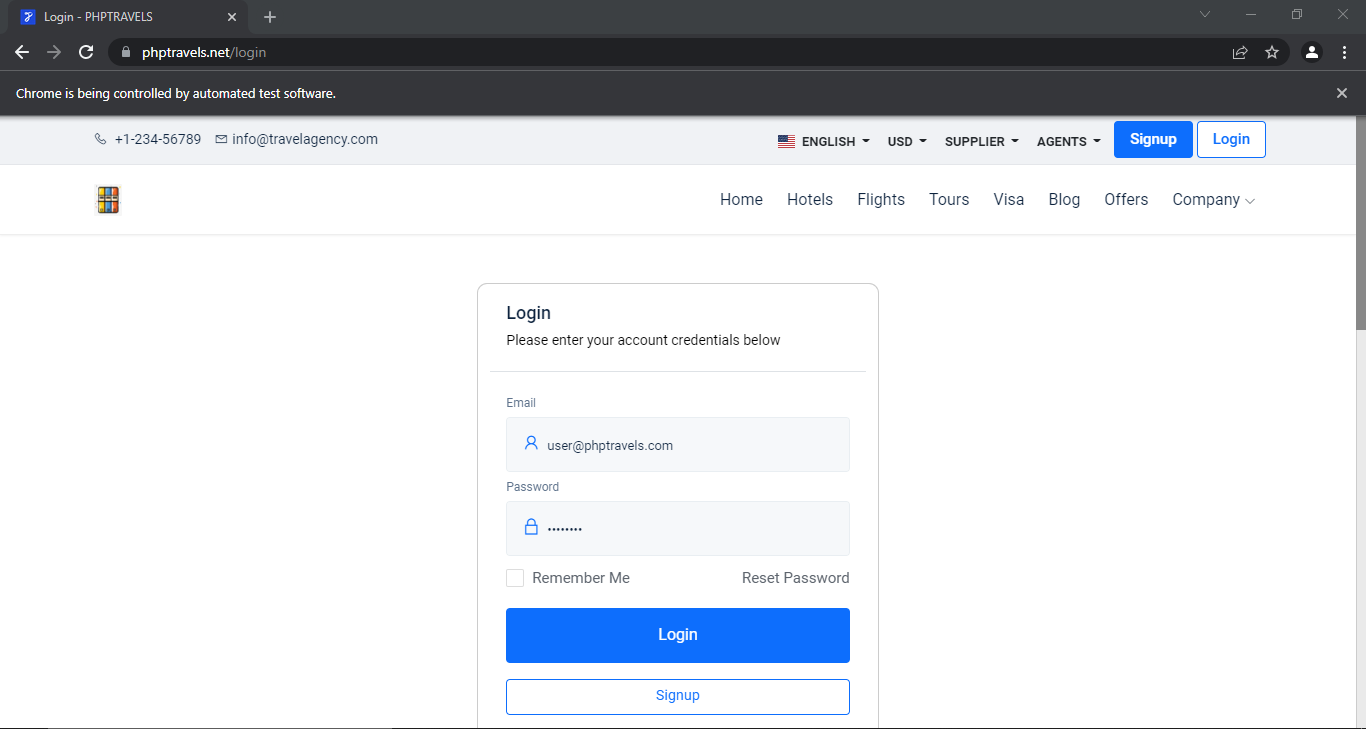 Login - PHPTRAVELS
phptravels.net/login
Chrome is being controlled by automated test software.
+1-234-56789 info@travelagency.com ENGLISH USD SUPPLIER AGENTS Signup Login
Home Hotels Flights Tours Visa Blog Offers Company
Login
Please enter your account credentials below
Email
user@phptravels.com
Password
••••••••
Remember Me Reset Password
Login
Signup